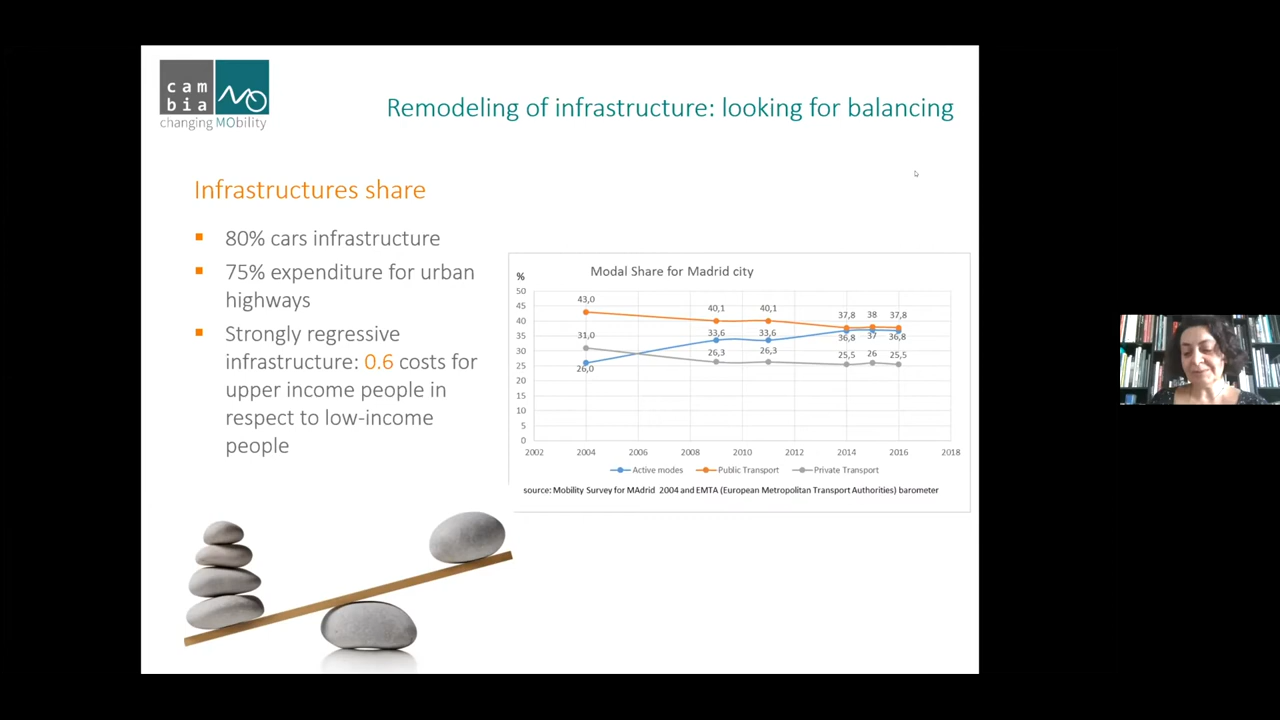 cam
bia
changing MObility
Remodeling of infrastructure: looking for balancing
Infrastructures share
80% cars infrastructure
75% expenditure for urban
highways
Strongly regressive
infrastructure: 0.6 costs for
upper income people in
respect to low-income
people
Modal Share for Madrid city
%
50
45
40
35
30
25
20
15
10
5
0
43,0
40,1
40,1
37,8
38
37,8
31,0
33,6
33,6
36,8
37
36,8
26,0
26,3
26,3
25,5
26
25,5
2002
2004
2006
2008
2010
2012
2014
2016
2018
Active modes
Public Transport
Private Transport
source: Mobility Survey for MAdrid 2004 and EMTA (European Metropolitan Transport Authorities) barometer